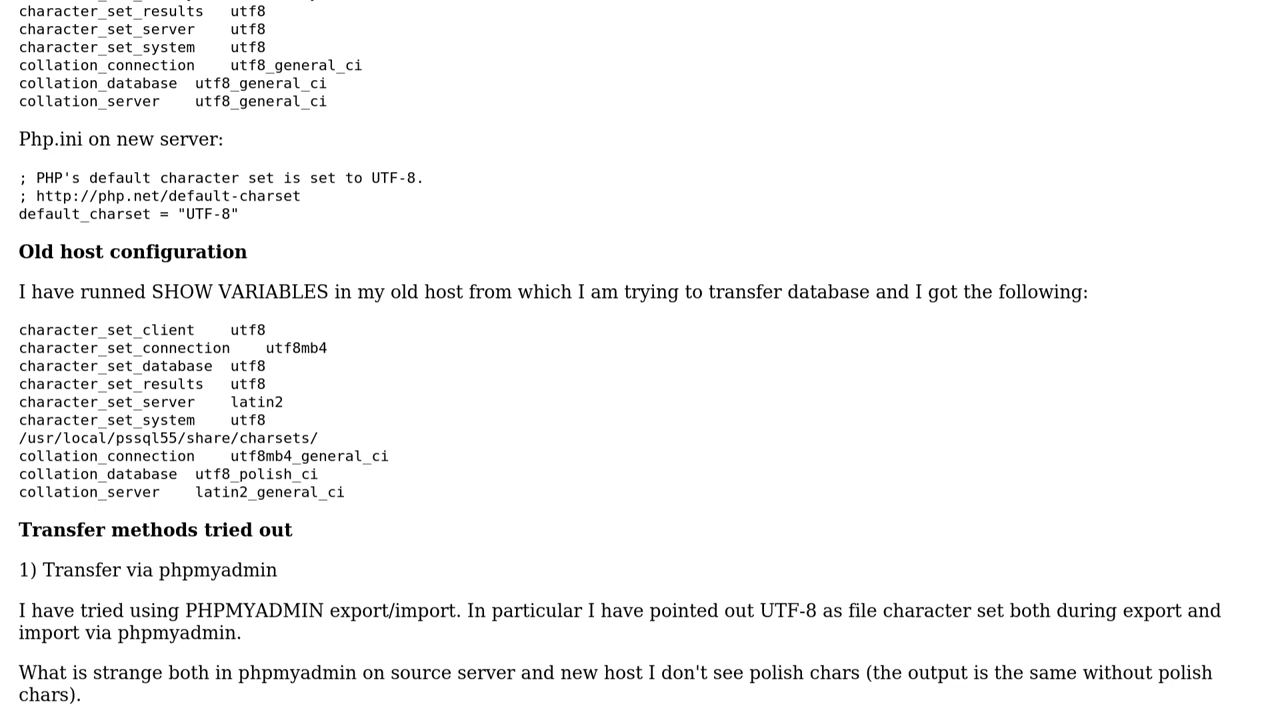 character_set_results   utf8
character_set_server    utf8
character_set_system    utf8
collation_connection    utf8_general_ci
collation_database  utf8_general_ci
collation_server    utf8_general_ci
Php.ini on new server:
; PHP's default character set is set to UTF-8.
; http://php.net/default-charset
default_charset = "UTF-8"
Old host configuration
I have runned SHOW VARIABLES in my old host from which I am trying to transfer database and I got the following:
character_set_client    utf8
character_set_connection    utf8mb4
character_set_database  utf8
character_set_results   utf8
character_set_server    latin2
character_set_system    utf8
/usr/local/pssql55/share/charsets/
collation_connection    utf8mb4_general_ci
collation_database  utf8_polish_ci
collation_server    latin2_general_ci
Transfer methods tried out
1) Transfer via phpmyadmin
I have tried using PHPMYADMIN export/import. In particular I have pointed out UTF-8 as file character set both during export and
import via phpmyadmin.
What is strange both in phpmyadmin on source server and new host I don't see polish chars (the output is the same without polish
chars).